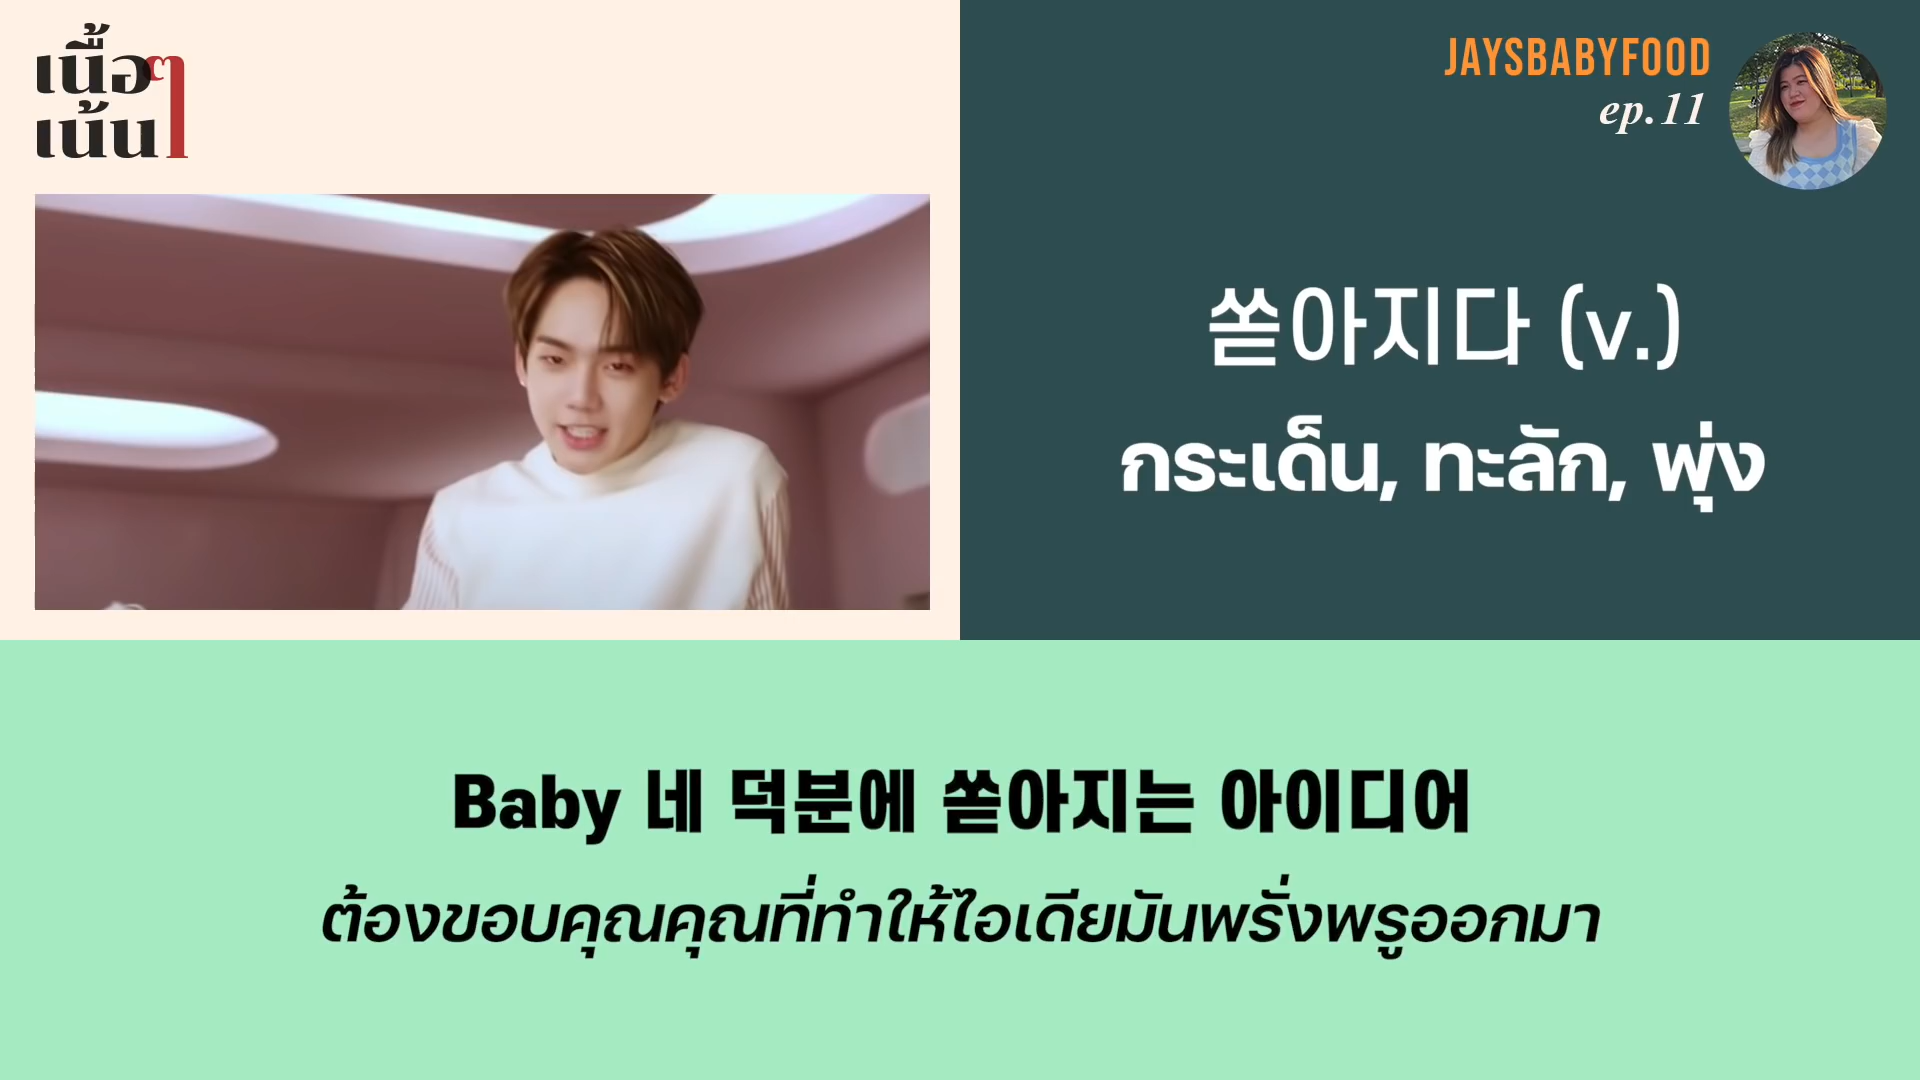 เนื้อๆ
เน้นๆ
JAYSBABYFOOD
ep.11
쏟아지다 (v.)
กระเด็น, ทะลัก, พุ่ง
Baby 네 덕분에 쏟아지는 아이디어
ต้องขอบคุณคุณที่ทำให้ไอเดียมันพรั่งพรูออกมา